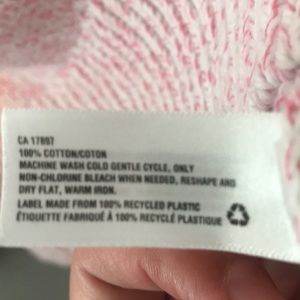 CA 17897
100% COTTON/COTON
MACHINE WASH COLD GENTLE CYCLE, ONLY
NON-CHLORINE BLEACH WHEN NEEDED, RESHAPE AND
DRY FLAT, WARM IRON.
LABEL MADE FROM 100% RECYCLED PLASTIC
ÉTIQUETTE FABRIQUÉ À 100% RECYCLÉ PLASTIQUE